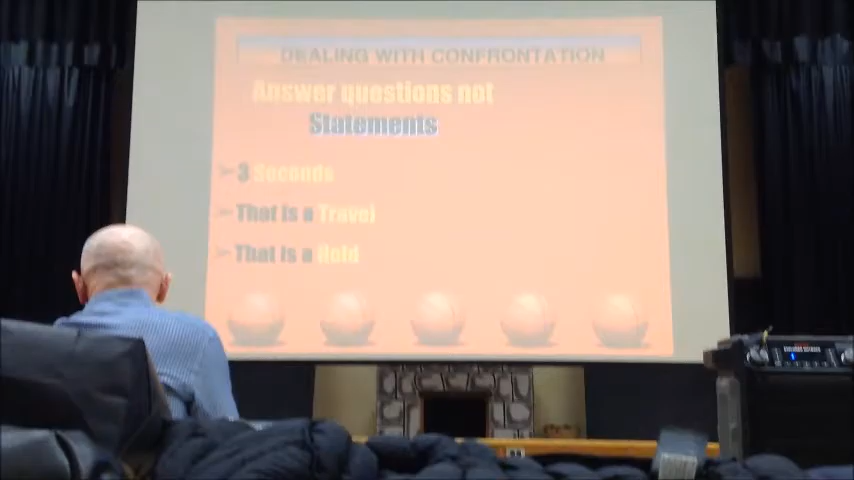 DEALING WITH CONFRONTATION
Answer questions not
Statements
3 Seconds
That is a Travel
That is a Hold